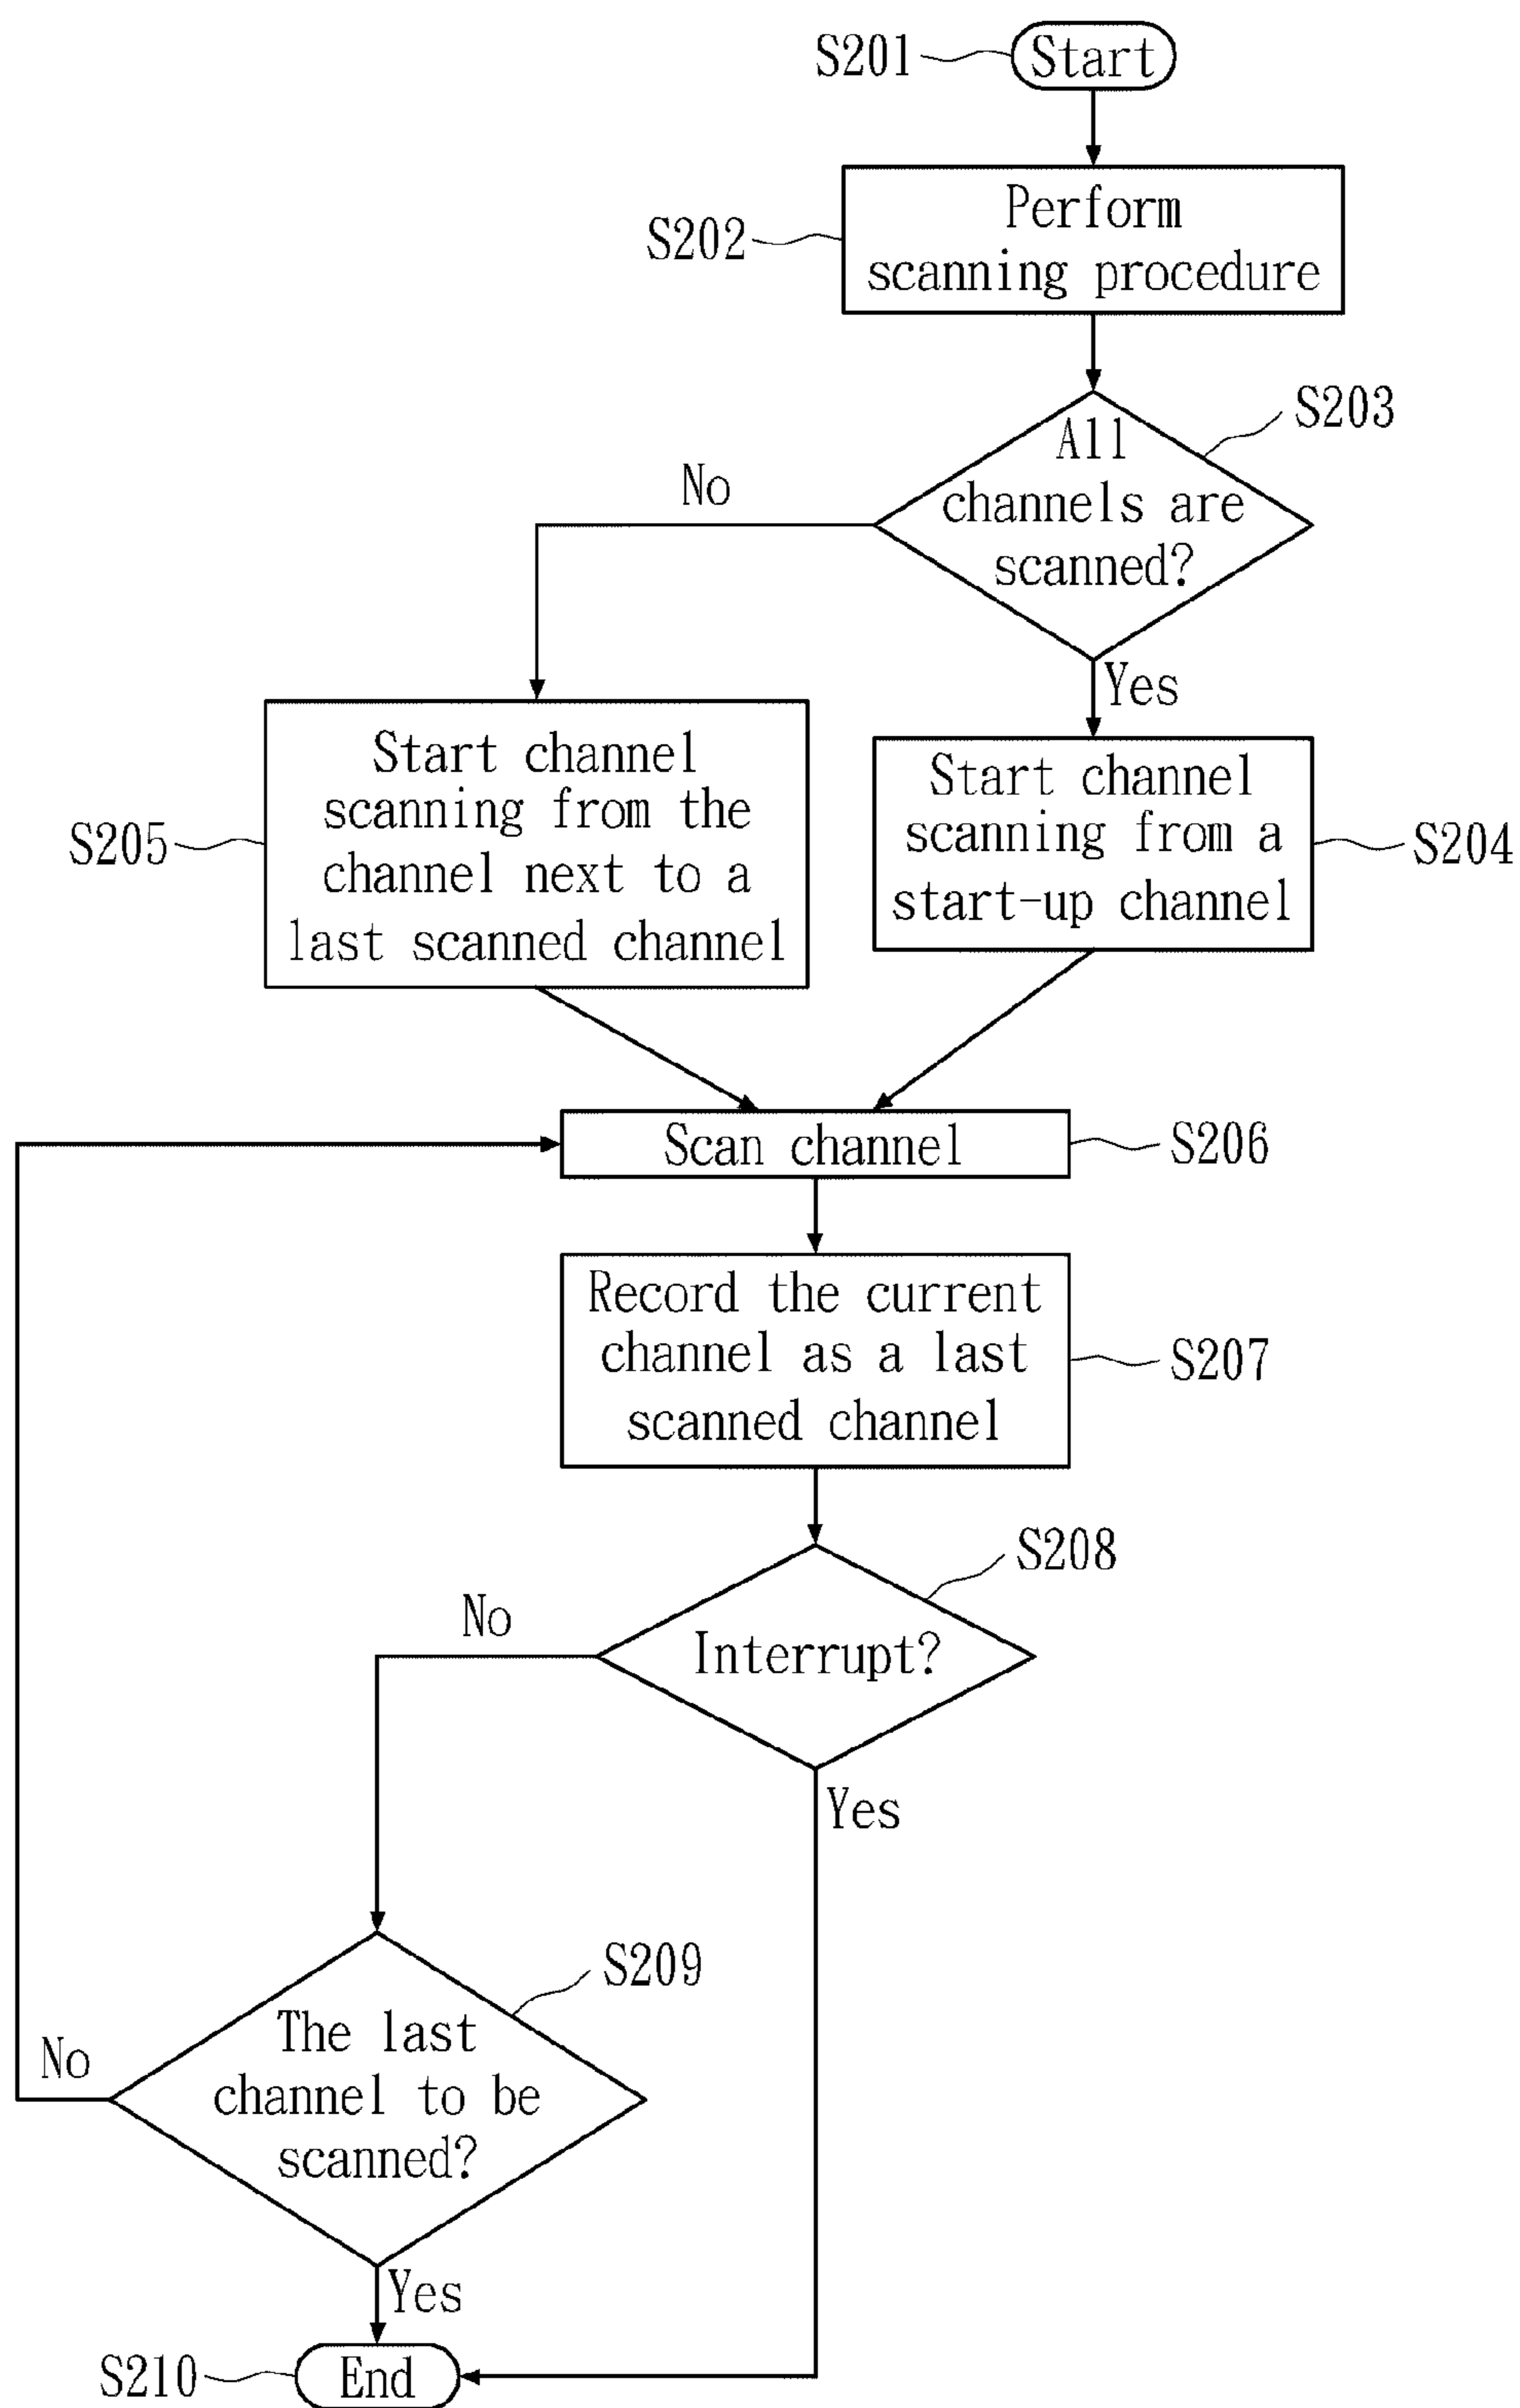 S201
Start
S202
Perform
scanning procedure
S203
All
channels are
scanned?
No
Yes
S205
Start channel
scanning from the
channel next to a
last scanned channel
Start channel
scanning from a
start-up channel
S204
Scan channel
S206
Record the current
channel as a last
scanned channel
S207
S208
Interrupt?
No
Yes
S209
The last
channel to be
scanned?
No
Yes
S210
End